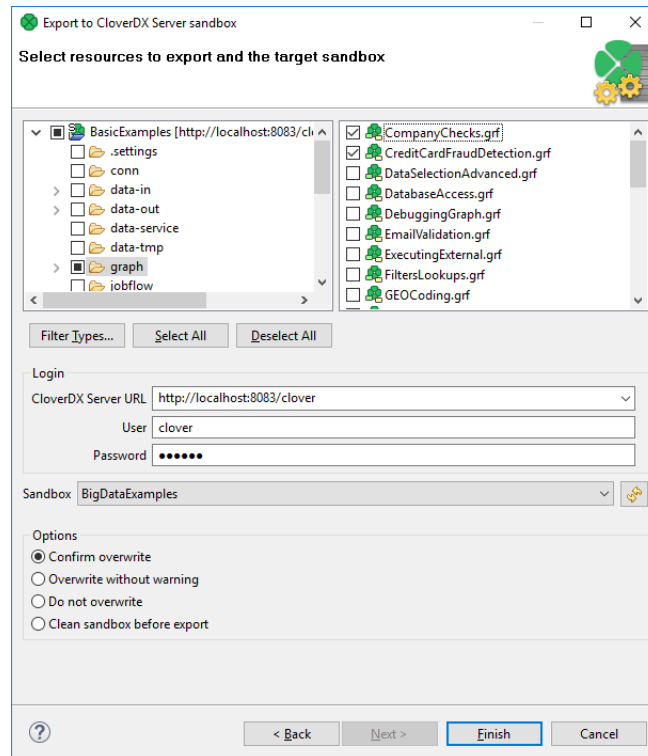 Export to CloverDX Server sandbox
Select resources to export and the target sandbox
BasicExamples [http://localhost:8083/clo
.settings
conn
data-in
data-out
data-service
data-tmp
graph
jobflow
CompanyChecks.grf
CreditCardFraudDetection.grf
DataSelectionAdvanced.grf
DatabaseAccess.grf
DebuggingGraph.grf
EmailValidation.grf
ExecutingExternal.grf
FiltersLookups.grf
GEOCoding.grf
Filter Types...
Select All
Deselect All
Login
CloverDX Server URL http://localhost:8083/clover
User clover
Password ●●●●●●
Sandbox BigDataExamples
Options
Confirm overwrite
Overwrite without warning
Do not overwrite
Clean sandbox before export
< Back
Next >
Finish
Cancel